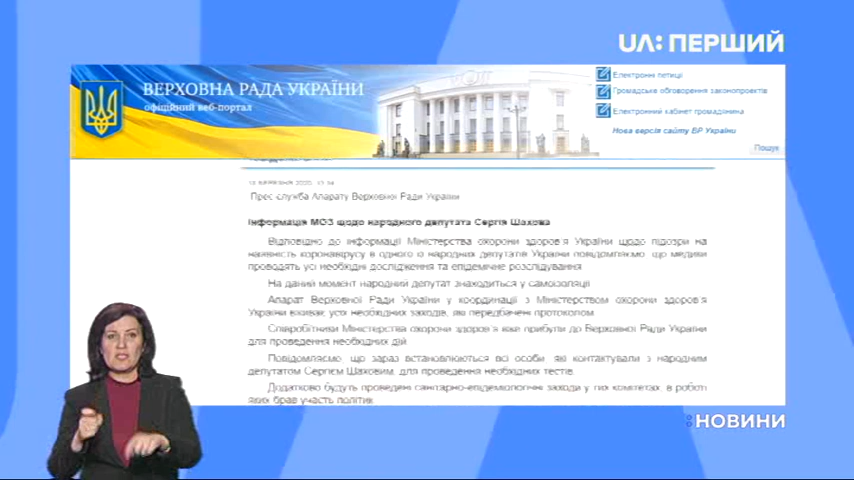 UA: ПЕРШИЙ
ВЕРХОВНА РАДА УКРАЇНИ
офіційний веб-портал
Електронні петиції
Громадське обговорення законопроектів
Електронний кабінет громадянина
Нова версія сайту ВР України
Пошук
Прес-служба Апарату Верховної Ради України
Інформація МОЗ щодо народного депутата Сергія Шахова
Відповідно до інформації Міністерства охорони здоров'я України щодо підозри на
наявність коронавірусу в одного із народних депутатів України повідомляємо, що медики
проводять усі необхідні дослідження та епідемічне розслідування.
На даний момент народний депутат знаходиться у самоізоляції.
Апарат Верховної Ради України у координації з Міністерством охорони здоров'я
України вживає усіх необхідних заходів, які передбачені протоколом.
Співробітники Міністерства охорони здоров'я вже прибули до Верховної Ради України
для проведення необхідних дій.
Повідомляємо, що зараз встановлюються всі особи, які контактували з народним
депутатом Сергієм Шаховим, для проведення необхідних тестів.
Додатково будуть проведені санітарно-епідеміологічні заходи у тих комітетах, в роботі
яких брав участь політик.
НОВИНИ